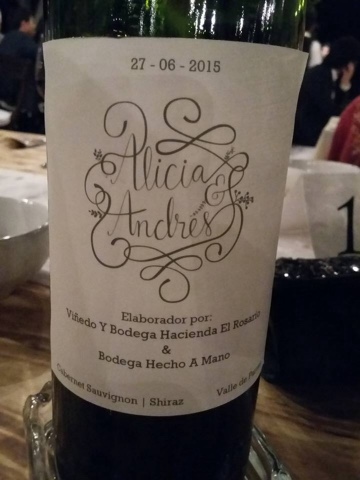 27 - 06 - 2015
Alicia
&
Andrés
Elaborador por:
Viñedo Y Bodega Hacienda El Rosario
&
Bodega Hecho A Mano
Cabernet Sauvignon | Shiraz
Valle de
1